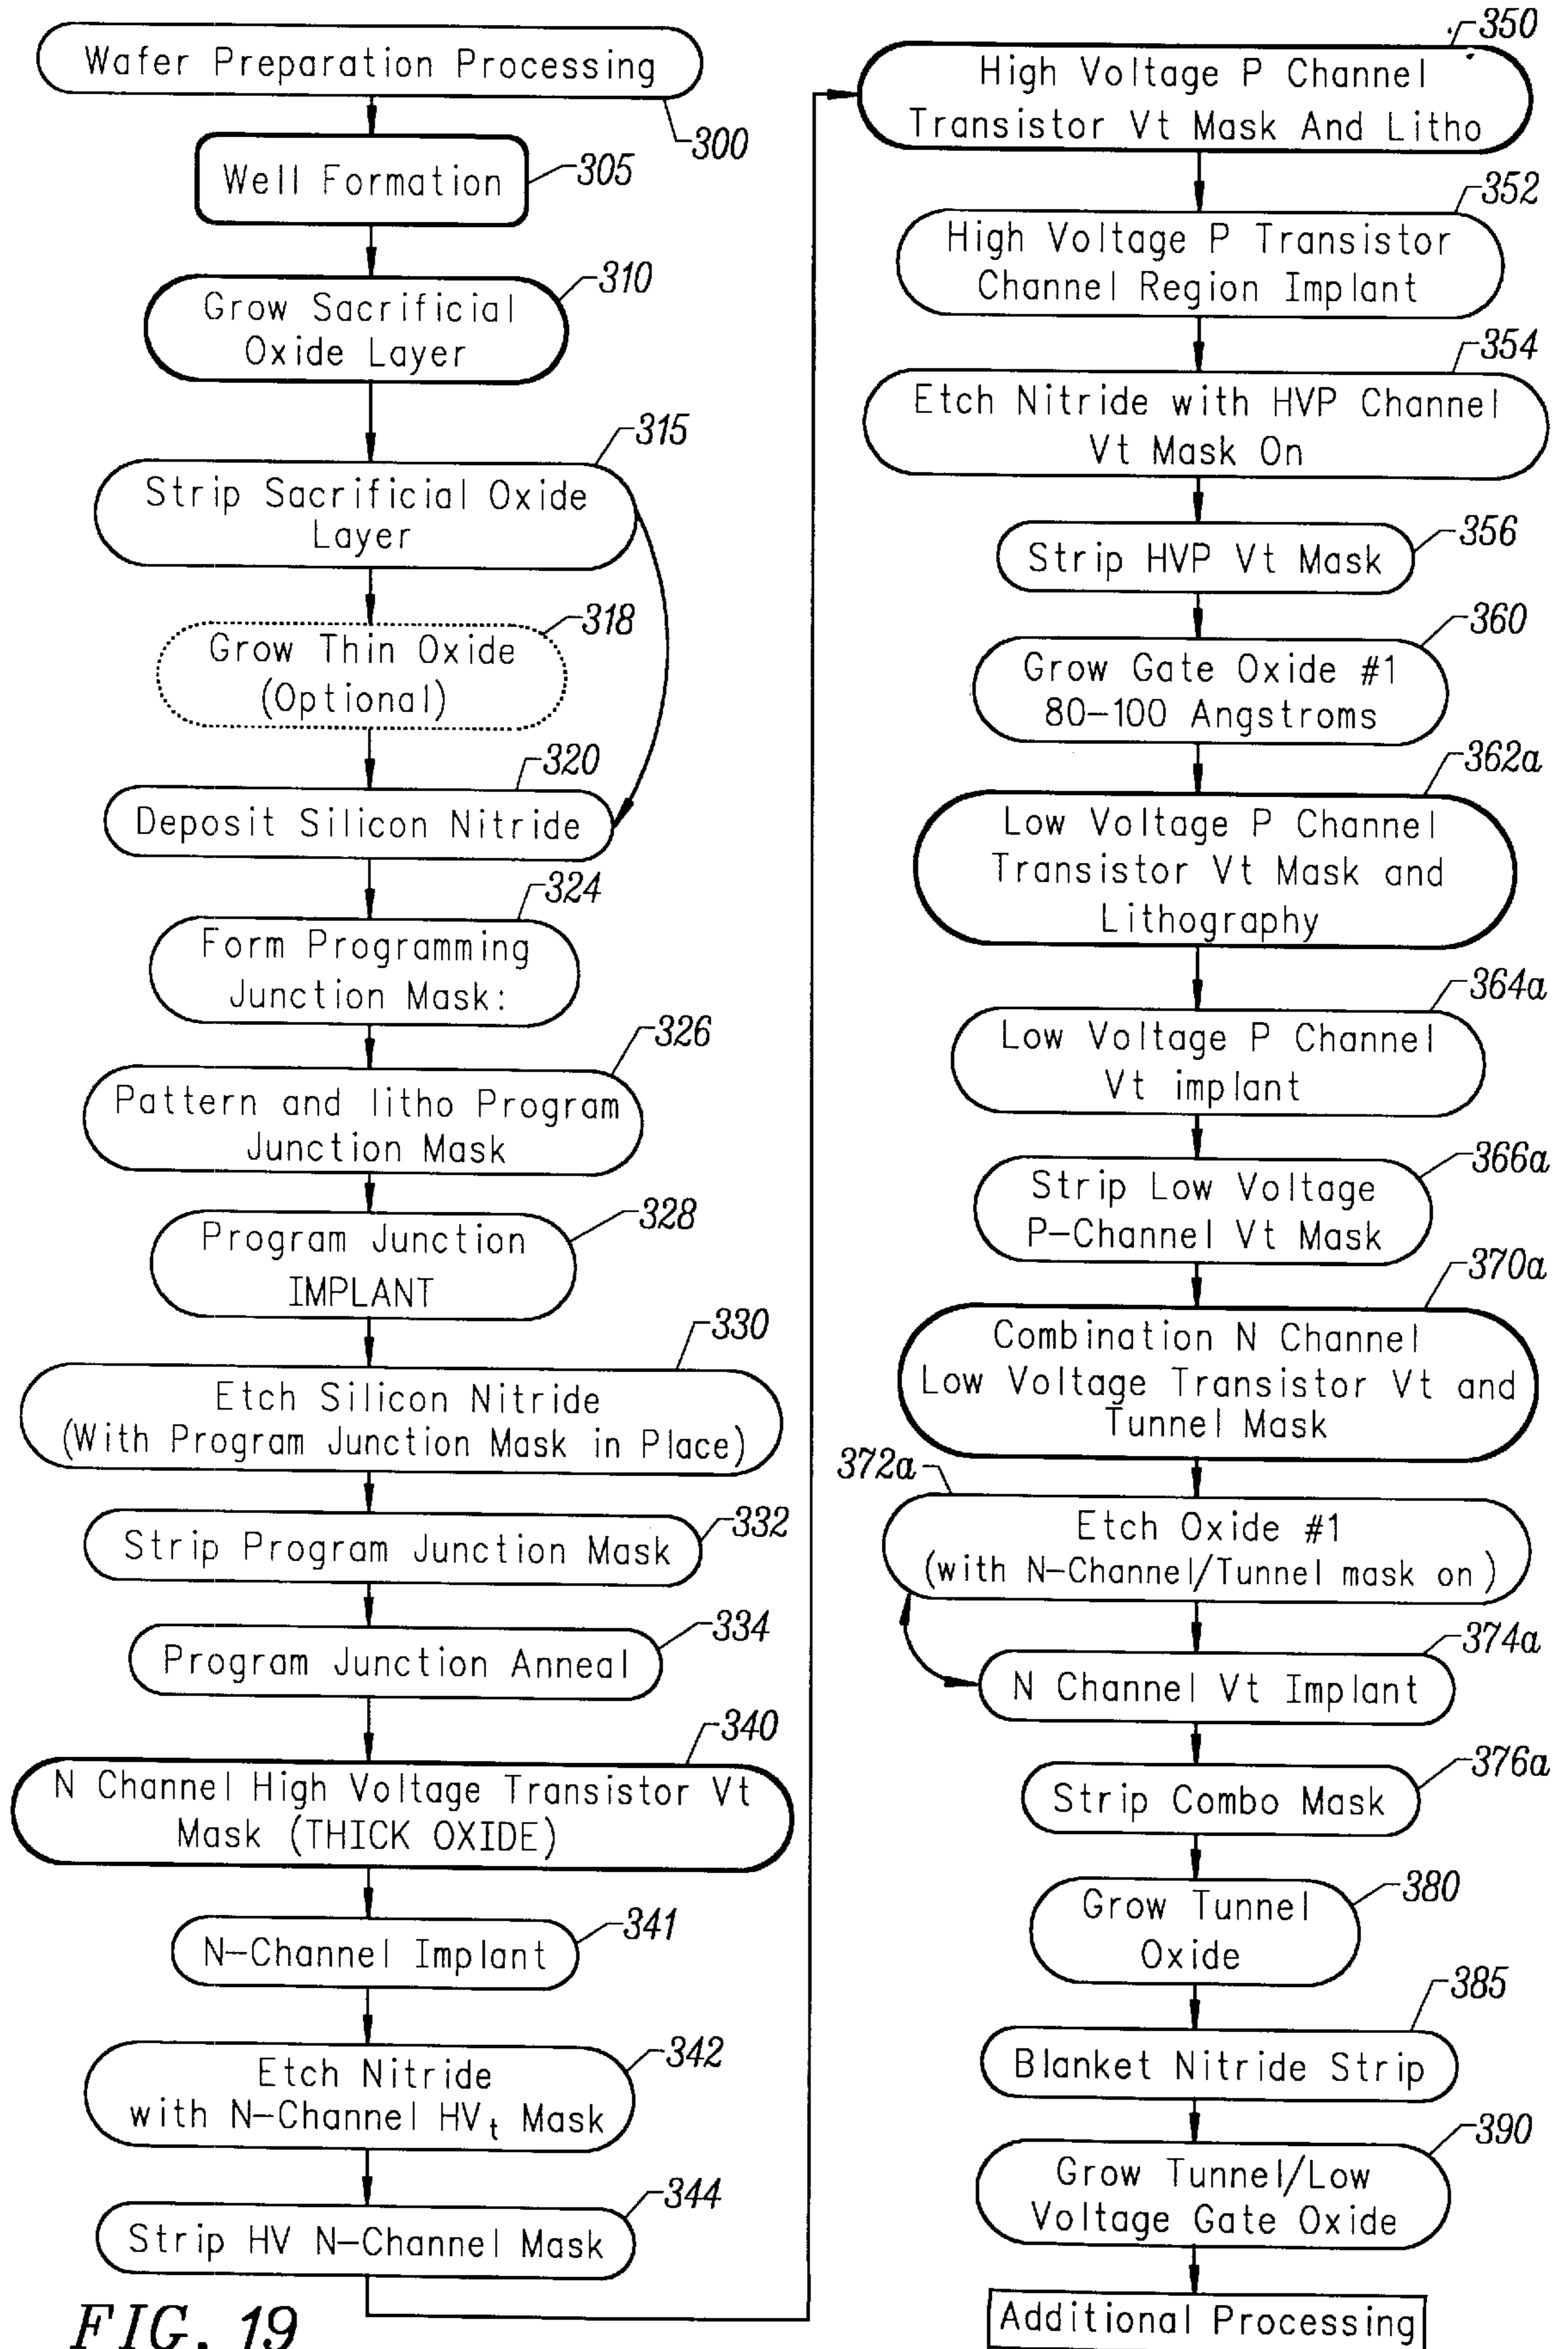 Wafer Preparation Processing
300
Well Formation
305
Grow Sacrificial
Oxide Layer
310
Strip Sacrificial Oxide
Layer
315
Grow Thin Oxide
(Optional)
318
Deposit Silicon Nitride
320
Form Programming
Junction Mask:
324
Pattern and litho Program
Junction Mask
326
Program Junction
IMPLANT
328
Etch Silicon Nitride
(With Program Junction Mask in Place)
330
Strip Program Junction Mask
332
Program Junction Anneal
334
N Channel High Voltage Transistor Vt
Mask (THICK OXIDE)
340
N-Channel Implant
341
Etch Nitride
with N-Channel HVt Mask
342
Strip HV N-Channel Mask
344
FIG. 19
High Voltage P Channel
Transistor Vt Mask And Litho
350
High Voltage P Transistor
Channel Region Implant
352
Etch Nitride with HVP Channel
Vt Mask On
354
Strip HVP Vt Mask
356
Grow Gate Oxide #1
80-100 Angstroms
360
Low Voltage P Channel
Transistor Vt Mask and
Lithography
362a
Low Voltage P Channel
Vt implant
364a
Strip Low Voltage
P-Channel Vt Mask
366a
Combination N Channel
Low Voltage Transistor Vt and
Tunnel Mask
370a
Etch Oxide #1
(with N-Channel/Tunnel mask on)
372a
N Channel Vt Implant
374a
Strip Combo Mask
376a
Grow Tunnel
Oxide
380
Blanket Nitride Strip
385
Grow Tunnel/Low
Voltage Gate Oxide
390
Additional Processing